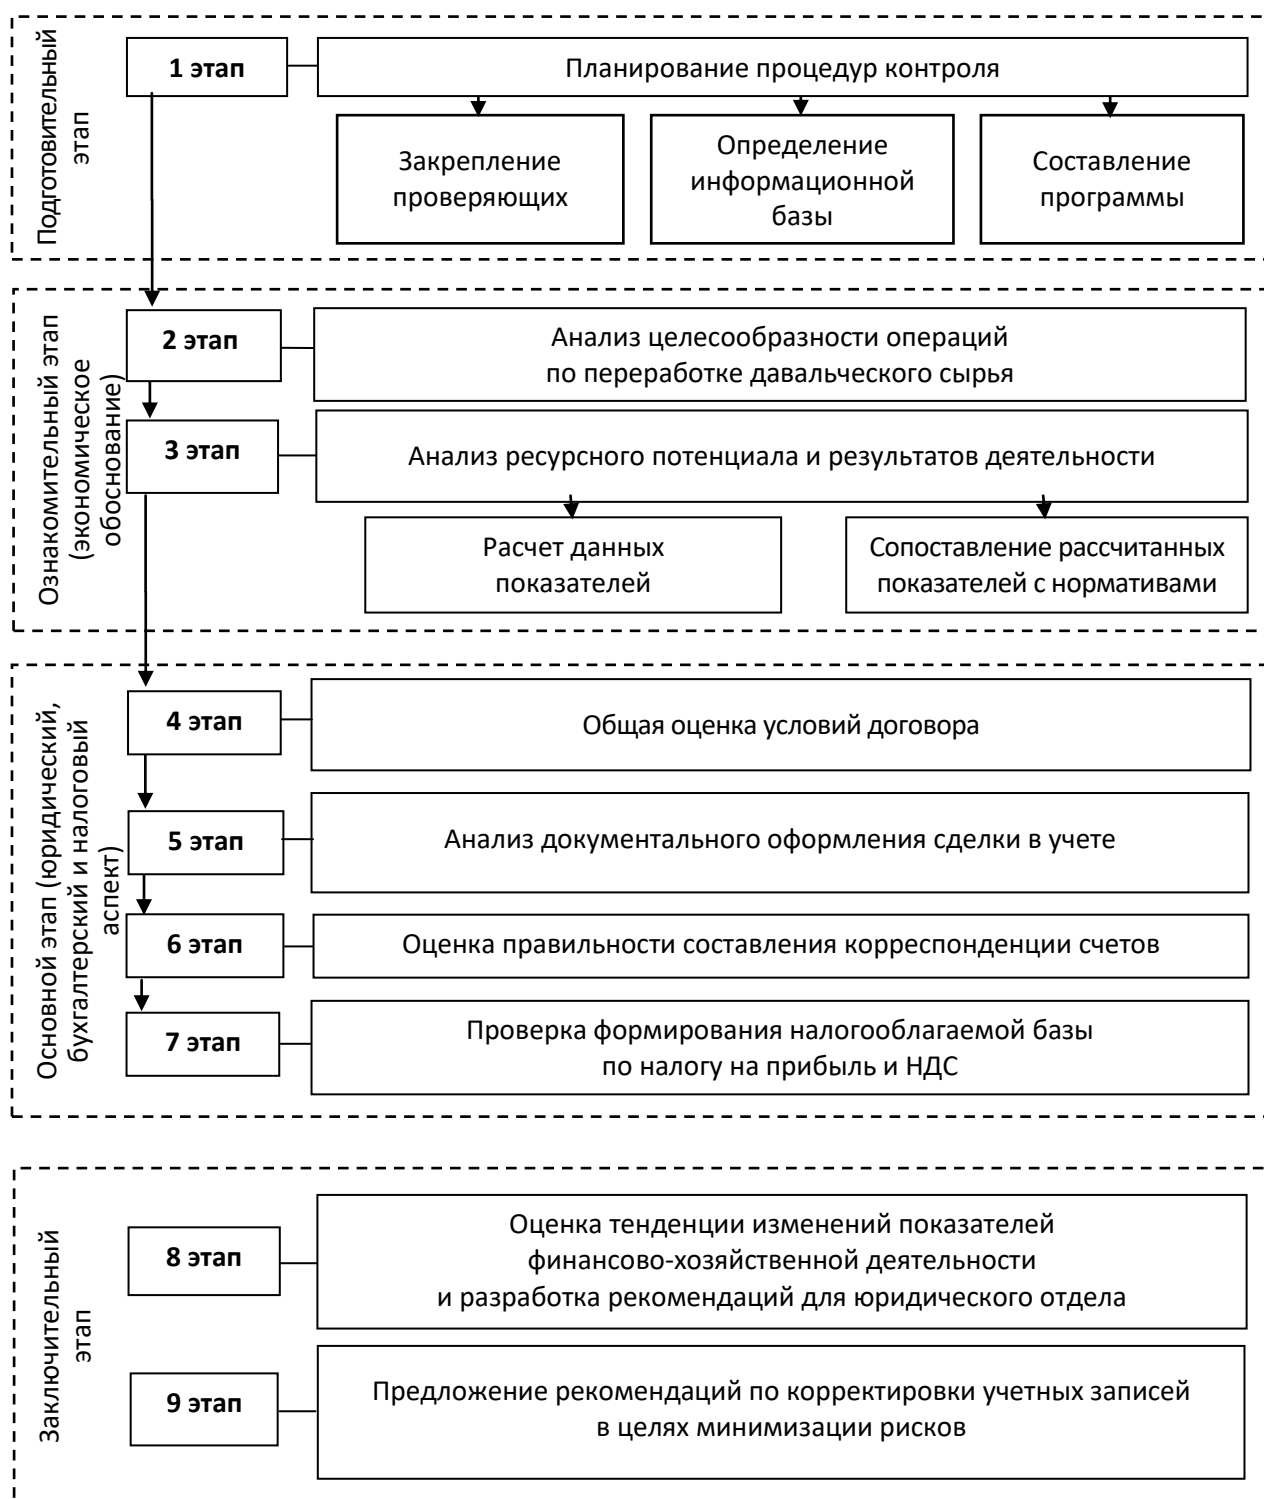 Подготовительный
этап
1 этап
Планирование процедур контроля
Закрепление
проверяющих
Определение
информационной
базы
Составление
программы
Ознакомительный этап
(экономическое
обоснование)
2 этап
Анализ целесообразности операций
по переработке давальческого сырья
3 этап
Анализ ресурсного потенциала и результатов деятельности
Расчет данных
показателей
Сопоставление рассчитанных
показателей с нормативами
Основной этап (юридический,
бухгалтерский и налоговый
аспект)
4 этап
Общая оценка условий договора
5 этап
Анализ документального оформления сделки в учете
6 этап
Оценка правильности составления корреспонденции счетов
7 этап
Проверка формирования налогооблагаемой базы
по налогу на прибыль и НДС
Заключительный
этап
8 этап
Оценка тенденции изменений показателей
финансово-хозяйственной деятельности
и разработка рекомендаций для юридического отдела
9 этап
Предложение рекомендаций по корректировки учетных записей
в целях минимизации рисков